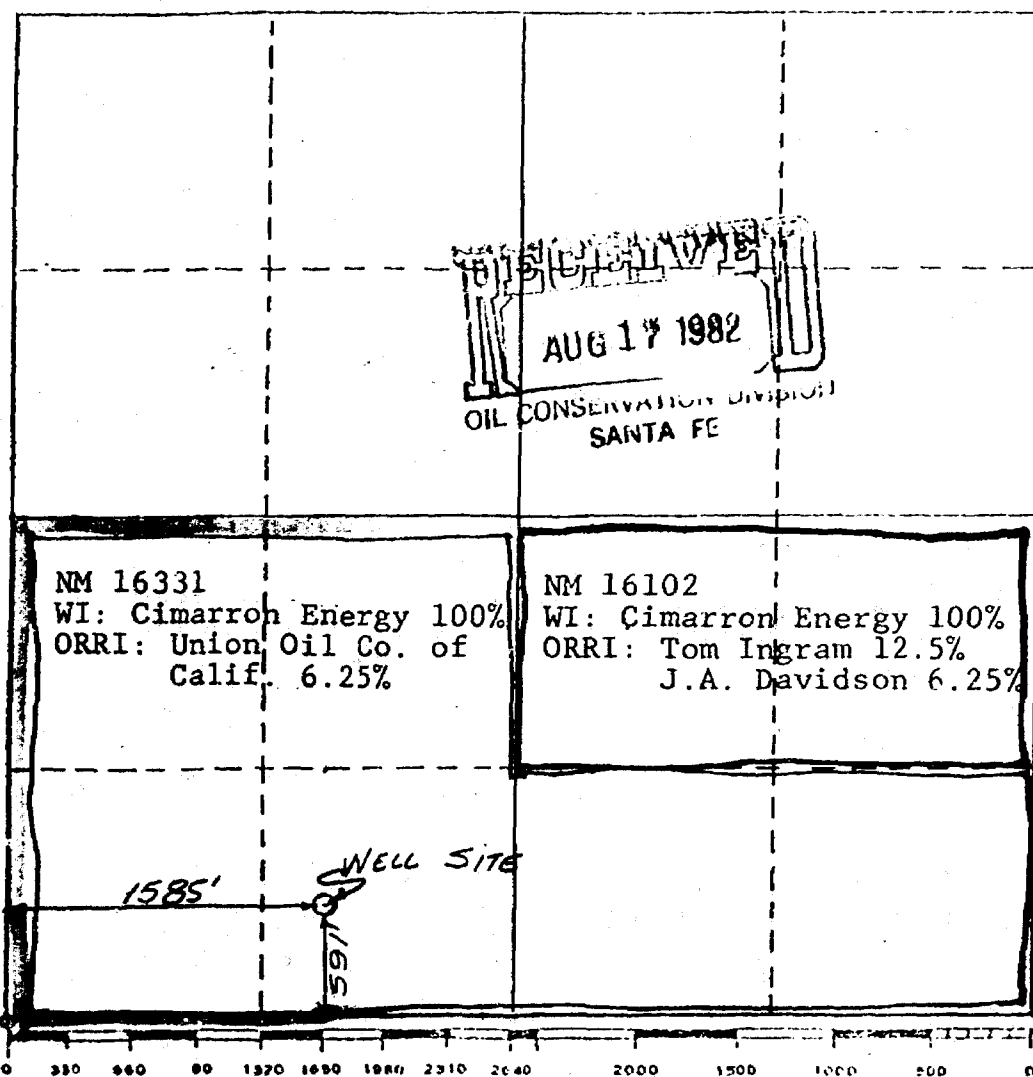 RECEIVED
AUG 17 1982
OIL CONSERVATION DIVISION
SANTA FE
NM 16331
WI: Cimarron Energy 100%
ORRI: Union Oil Co. of
Calif. 6.25%
NM 16102
WI: Cimarron Energy 100%
ORRI: Tom Ingram 12.5%
J.A. Davidson 6.25%
WELL SITE
1585'
591'
0 330 660 90 1320 1650 1980 2310 2640 2000 1500 1000 500 0